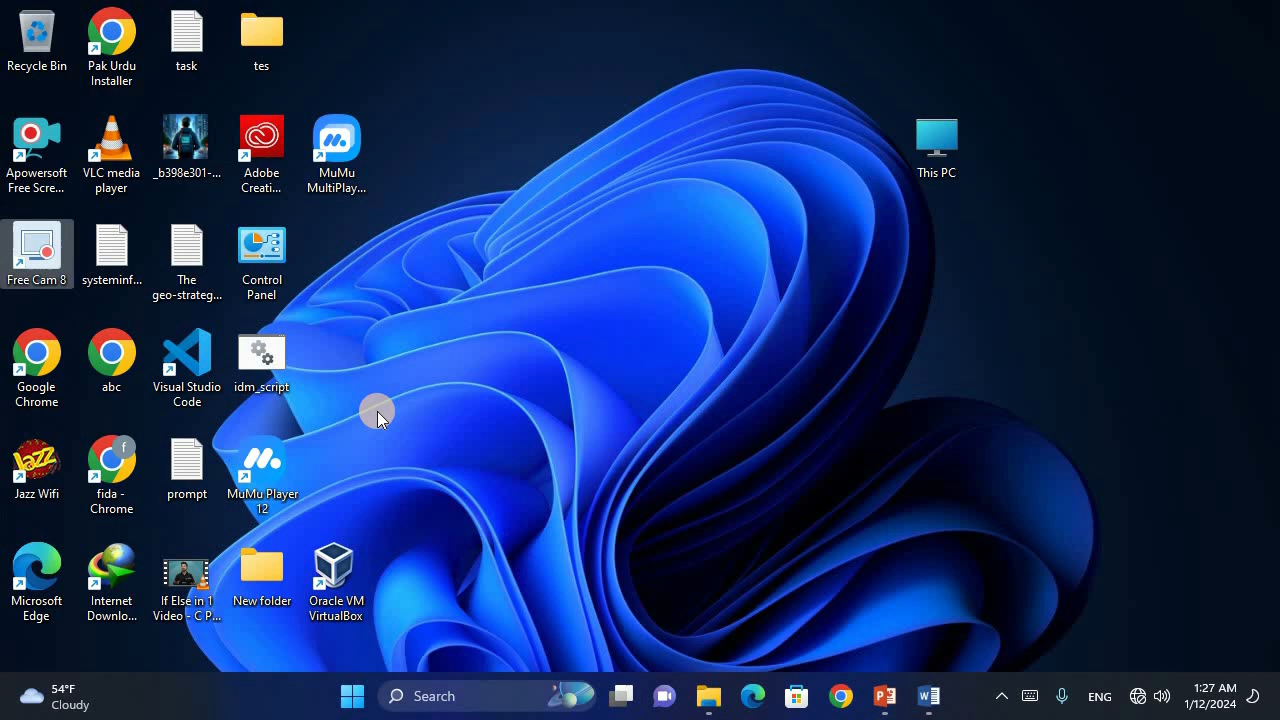 Recycle Bin
Pak Urdu
Installer
task
tes
Apowersoft
Free Scre...
VLC media
player
_b398e301-...
Adobe
Creati...
MuMu
MultiPlay...
This PC
Free Cam 8
systeminf...
The
geo-strateg...
Control
Panel
Google
Chrome
abc
Visual Studio
Code
idm_script
Jazz Wifi
fida -
Chrome
prompt
MuMu Player
12
Microsoft
Edge
Internet
Downlo...
If Else in 1
Video - C P...
New folder
Oracle VM
VirtualBox
54°F
Cloudy
Search
ENG
1:27 AM
1/12/2024